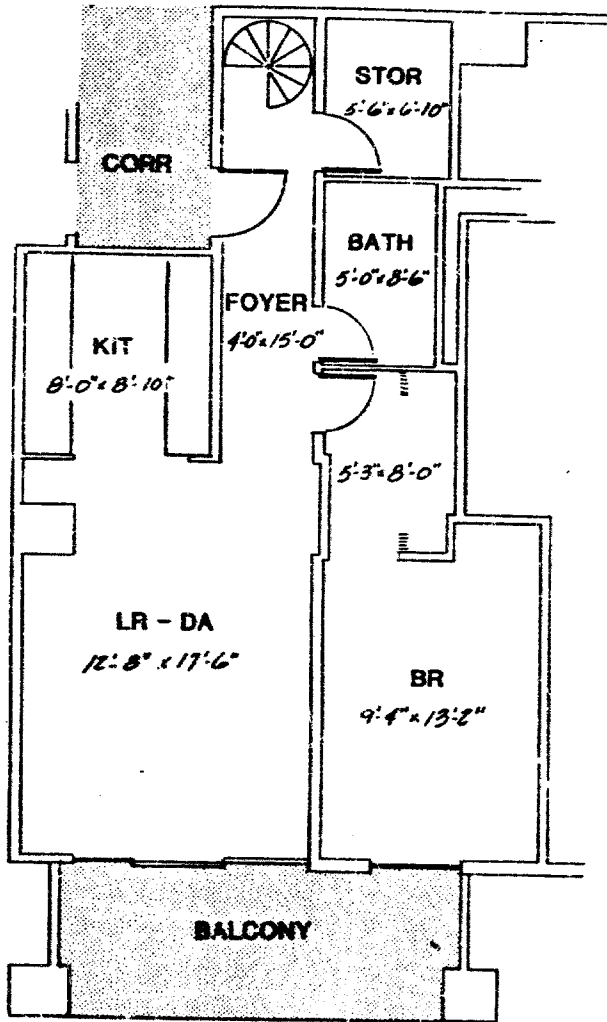 STOR
5'-6"x6'-10"
CORR
BATH
5'-0"x8'-6"
FOYER
4'-0"x15'-0"
KIT
8'-0"x8'-10"
5'-3"x8'-0"
LR - DA
12'-8" x 17'-6"
BR
9'-4"x13'-2"
BALCONY